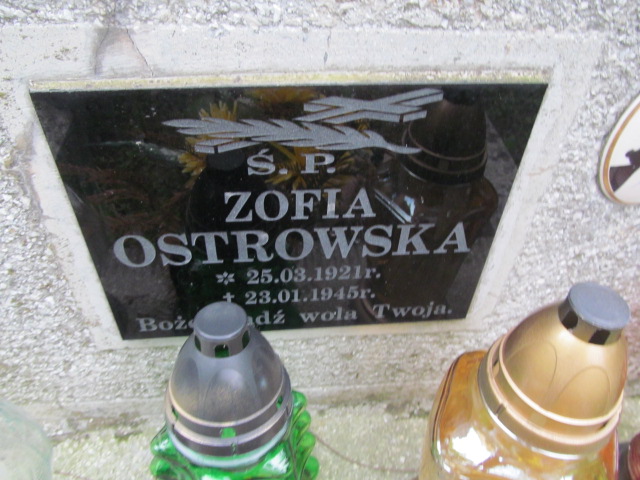 Ś. P.
ZOFIA
OSTROWSKA
* 25.03.1921r.
† 23.01.1945r.
Boże wola Twoja.